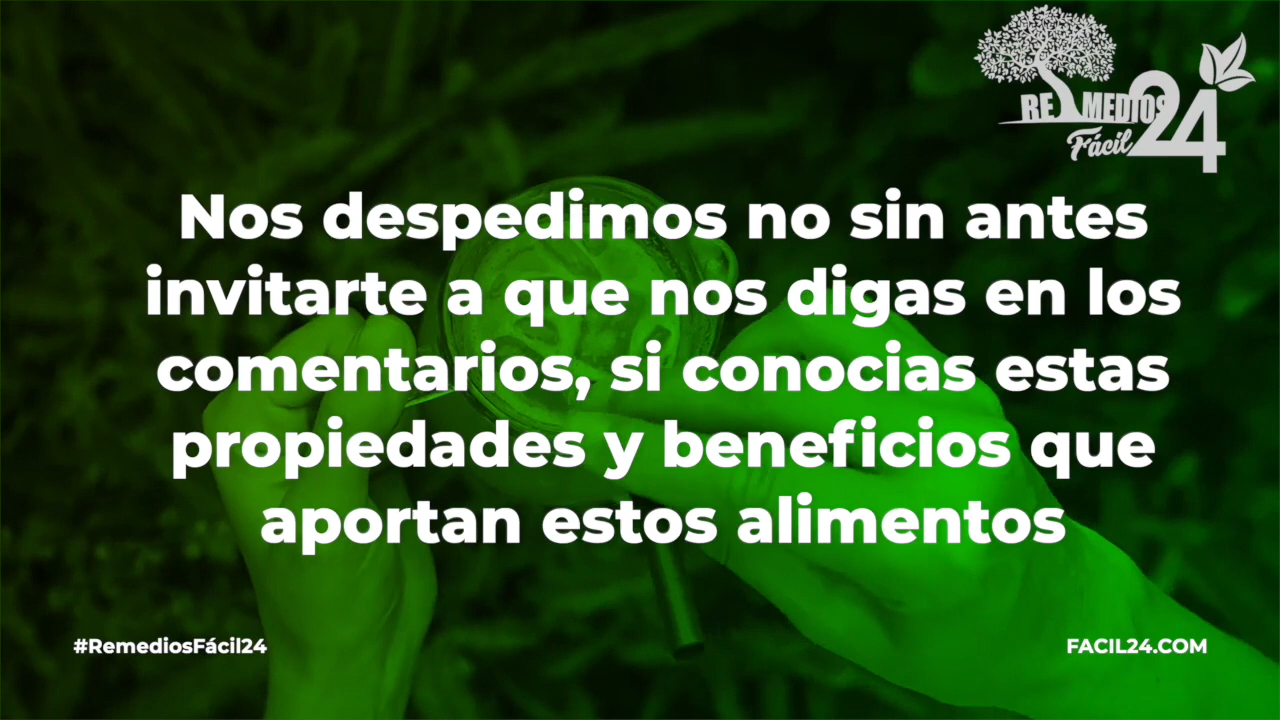 REMEDIOS
Fácil 24
Nos despedimos no sin antes
invitarte a que nos digas en los
comentarios, si conocias estas
propiedades y beneficios que
aportan estos alimentos
#RemediosFácil24
FACIL24.COM